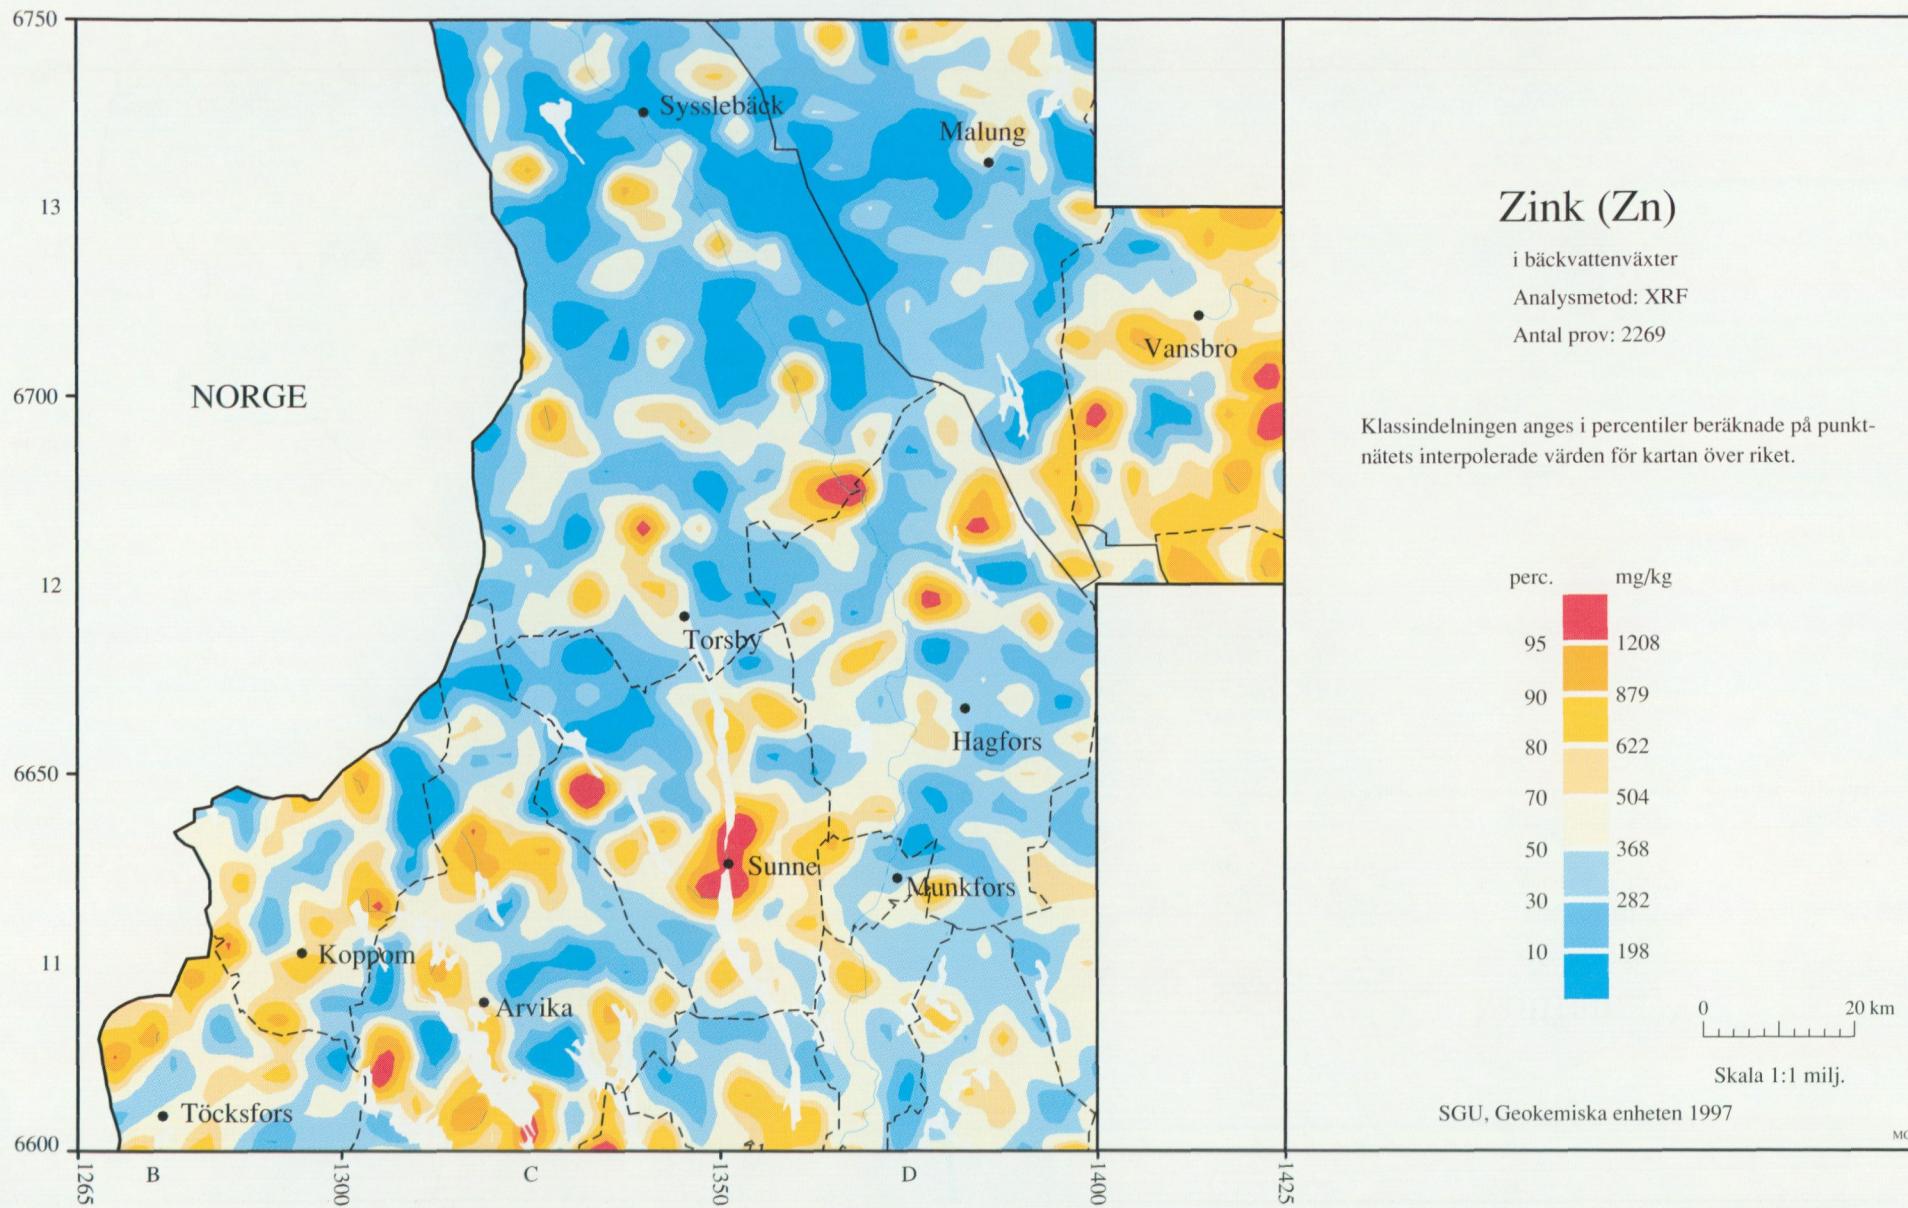 6750
13
6700
12
6650
11
6600
1265
B
1300
C
1350
D
1400
1425
NORGE
Sysslebäck
Malung
Vansbro
Torsby
Hagfors
Sunne
Munkfors
Koppom
Arvika
Töcksfors
Zink (Zn)
i bäckvattenväxter
Analysmetod: XRF
Antal prov: 2269
Klassindelningen anges i percentiler beräknade på punkt-
nätets interpolerade värden för kartan över riket.
perc. mg/kg
95 1208
90 879
80 622
70 504
50 368
30 282
10 198
0 20 km
Skala 1:1 milj.
SGU, Geokemiska enheten 1997